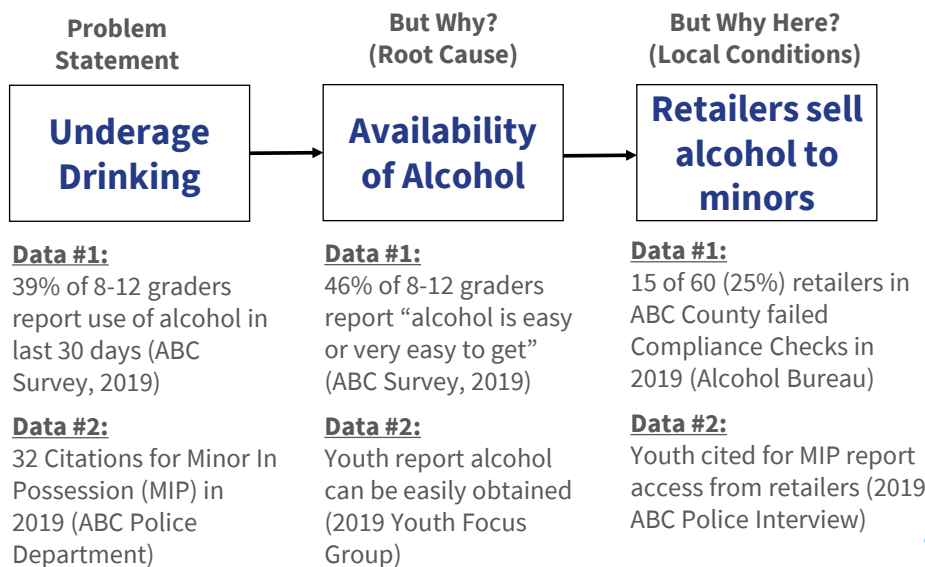 Problem
Statement
Underage
Drinking
Data #1:
39% of 8-12 graders
report use of alcohol in
last 30 days (ABC
Survey, 2019)
Data #2:
32 Citations for Minor In
Possession (MIP) in
2019 (ABC Police
Department)
But Why?
(Root Cause)
Availability
of Alcohol
Data #1:
46% of 8-12 graders
report “alcohol is easy
or very easy to get”
(ABC Survey, 2019)
Data #2:
Youth report alcohol
can be easily obtained
(2019 Youth Focus
Group)
But Why Here?
(Local Conditions)
Retailers sell
alcohol to
minors
Data #1:
15 of 60 (25%) retailers in
ABC County failed
Compliance Checks in
2019 (Alcohol Bureau)
Data #2:
Youth cited for MIP report
access from retailers (2019
ABC Police Interview)